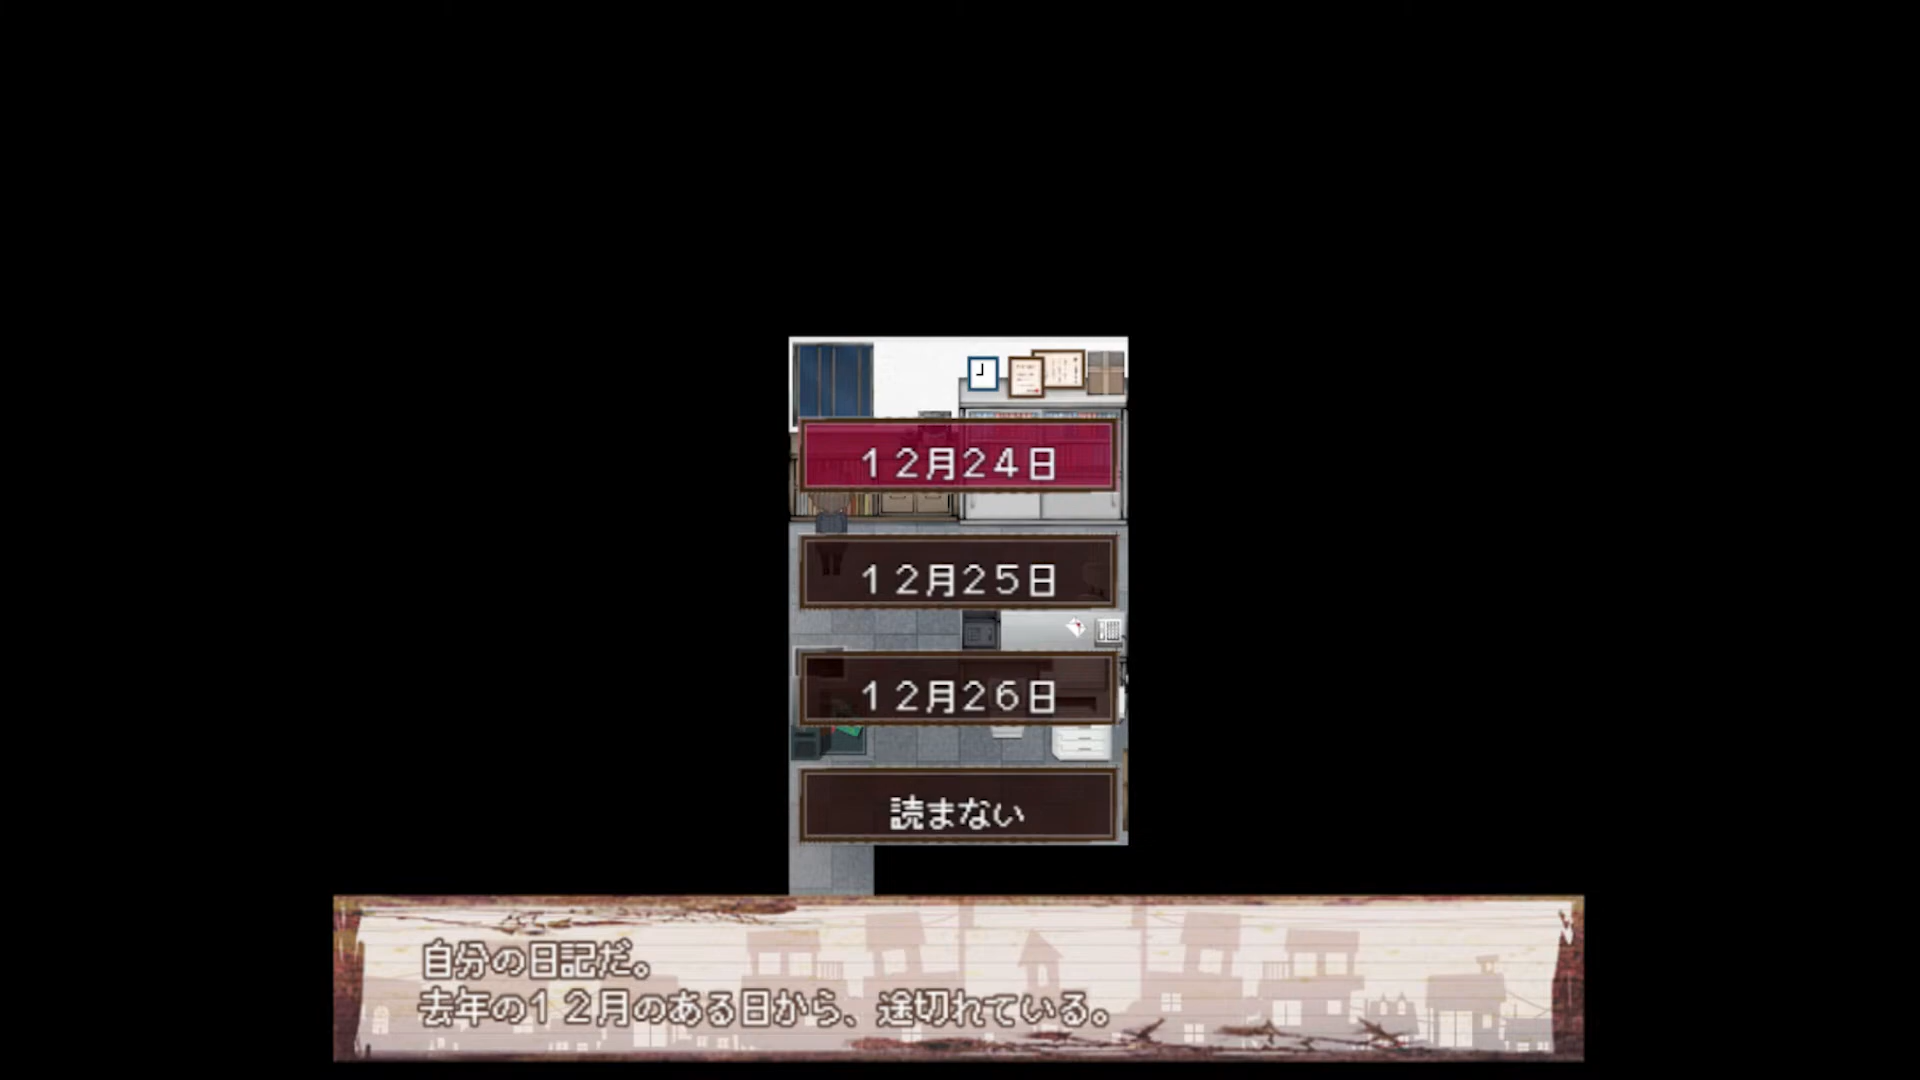 １２月２４日
１２月２５日
１２月２６日
読まない
自分の日記だ。
去年の１２月のある日から、途切れている。